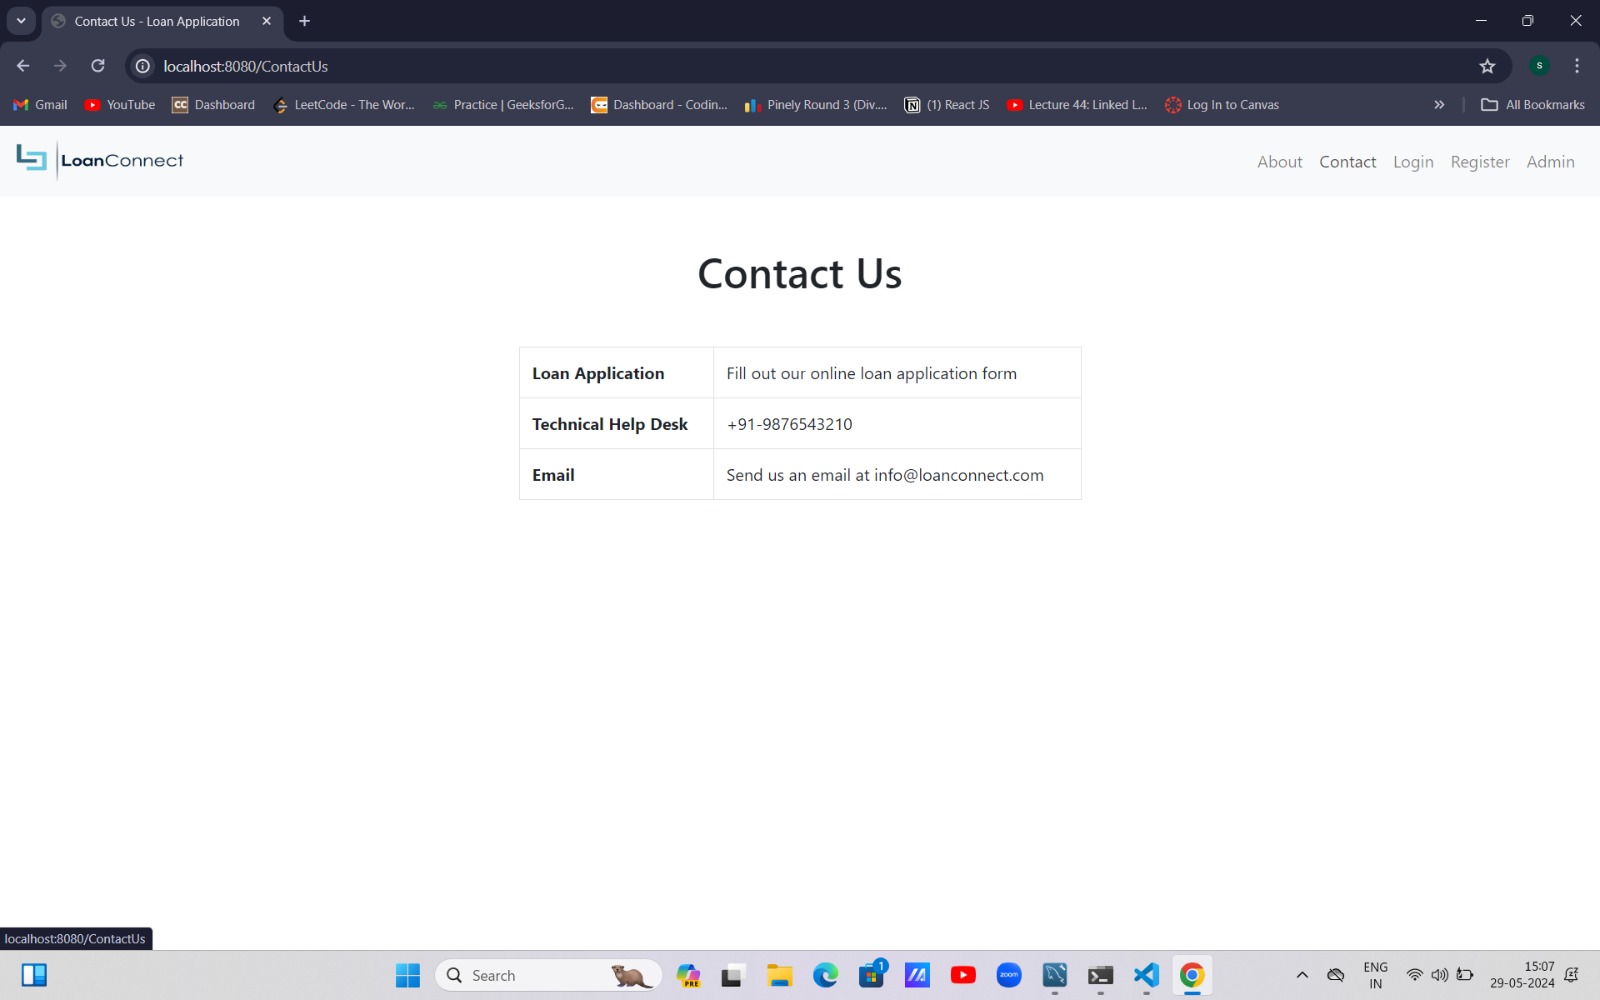 Contact Us - Loan Application
localhost:8080/ContactUs
S
Gmail
YouTube
Dashboard
LeetCode - The Wor...
Practice | GeeksforG...
Dashboard - Codin...
Pinely Round 3 (Div....
(1) React JS
Lecture 44: Linked L...
Log In to Canvas
All Bookmarks
LoanConnect
About
Contact
Login
Register
Admin
Contact Us
Loan Application
Fill out our online loan application form
Technical Help Desk
+91-9876543210
Email
Send us an email at info@loanconnect.com
localhost:8080/ContactUs
Search
PRE
1
zoom
ENG
IN
15:07
29-05-2024